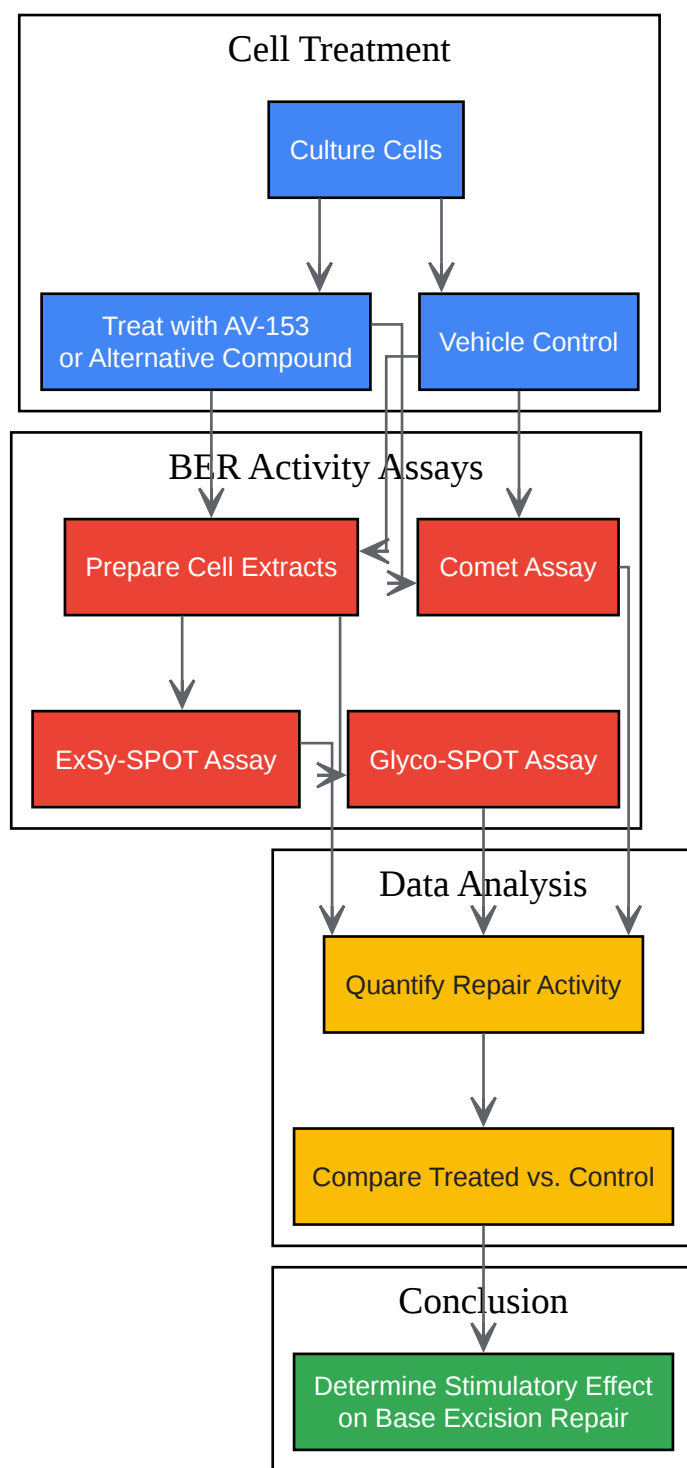 Cell Treatment
Culture Cells
Treat with AV-153
or Alternative Compound
Vehicle Control
BER Activity Assays
Prepare Cell Extracts
Comet Assay
ExSy-SPOT Assay
Glyco-SPOT Assay
Data Analysis
Quantify Repair Activity
Compare Treated vs. Control
Conclusion
Determine Stimulatory Effect
on Base Excision Repair